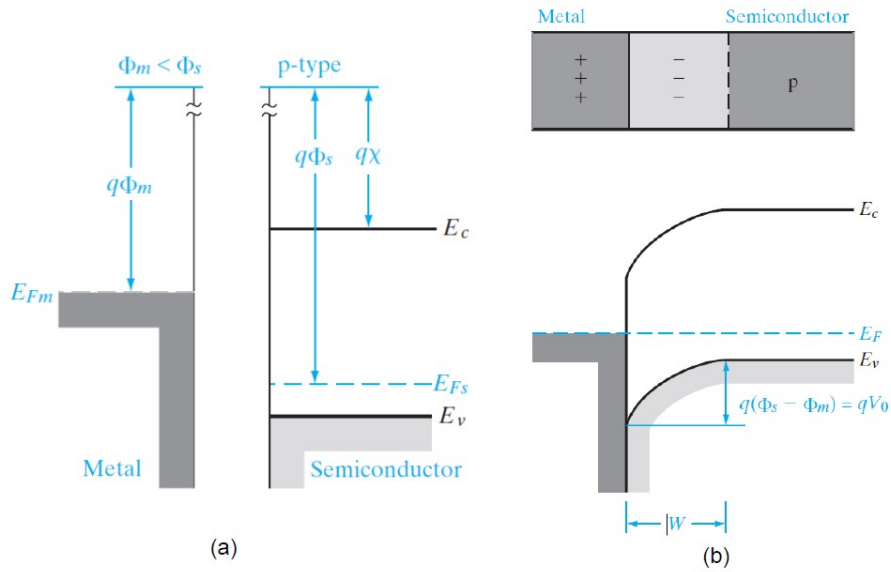 Φm < Φs
p-type
qΦm
qΦs
qχ
Ec
EFm
EFs
Ev
Metal
Semiconductor
(a)
Metal
Semiconductor
+ −
+ −
+ −
p
Ec
EF
Ev
q(Φs − Φm) = qV0
W
(b)